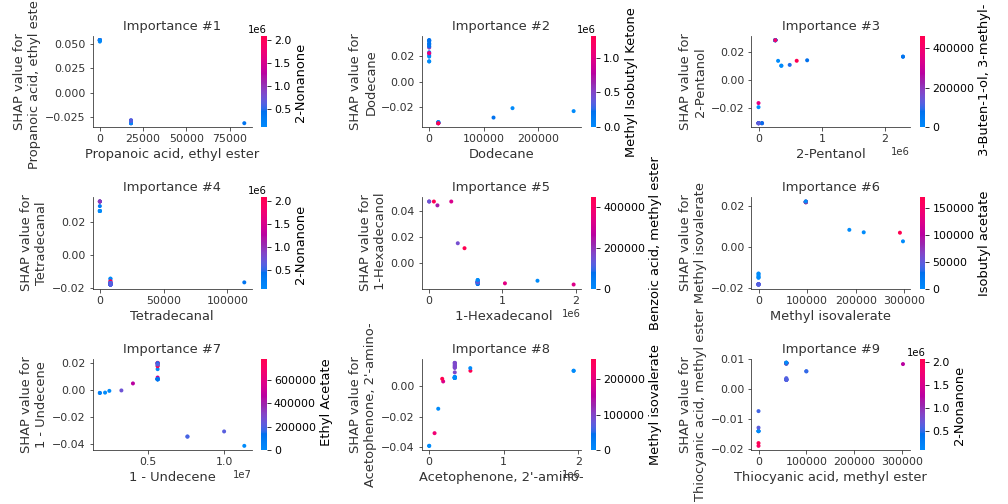 Importance #1
Importance #2
Importance #3
SHAP value for
Propanoic acid, ethyl este
0.050
0.025
0.000
−0.025
0
25000
50000
75000
Propanoic acid, ethyl ester
1e6
2.0
1.5
1.0
0.5
2-Nonanone
SHAP value for
Dodecane
0.02
0.00
−0.02
0
100000
200000
Dodecane
1e6
1.0
0.5
0.0
Methyl Isobutyl Ketone
SHAP value for
2-Pentanol
0.02
0.00
−0.02
0
1
2
1e6
2-Pentanol
400000
200000
0
3-Buten-1-ol, 3-methyl-
Importance #4
Importance #5
Importance #6
SHAP value for
Tetradecanal
0.02
0.00
−0.02
0
50000
100000
Tetradecanal
1e6
2.0
1.5
1.0
0.5
2-Nonanone
SHAP value for
1-Hexadecanol
0.04
0.02
0.00
0
1
2
1e6
1-Hexadecanol
400000
200000
0
Benzoic acid, methyl ester
SHAP value for
Methyl isovalerate
0.02
0.00
−0.02
0
100000
200000
300000
Methyl isovalerate
150000
100000
50000
0
Isobutyl acetate
Importance #7
Importance #8
Importance #9
SHAP value for
1 - Undecene
0.02
0.00
−0.02
−0.04
0.5
1.0
1e7
1 - Undecene
600000
400000
200000
0
Ethyl Acetate
SHAP value for
Acetophenone, 2'-amino-
0.00
−0.02
−0.04
0
1
2
1e6
Acetophenone, 2'-amino-
200000
100000
0
Methyl isovalerate
SHAP value for
Thiocyanic acid, methyl ester
0.01
0.00
−0.01
−0.02
0
100000
200000
300000
Thiocyanic acid, methyl ester
1e6
2.0
1.5
1.0
0.5
2-Nonanone